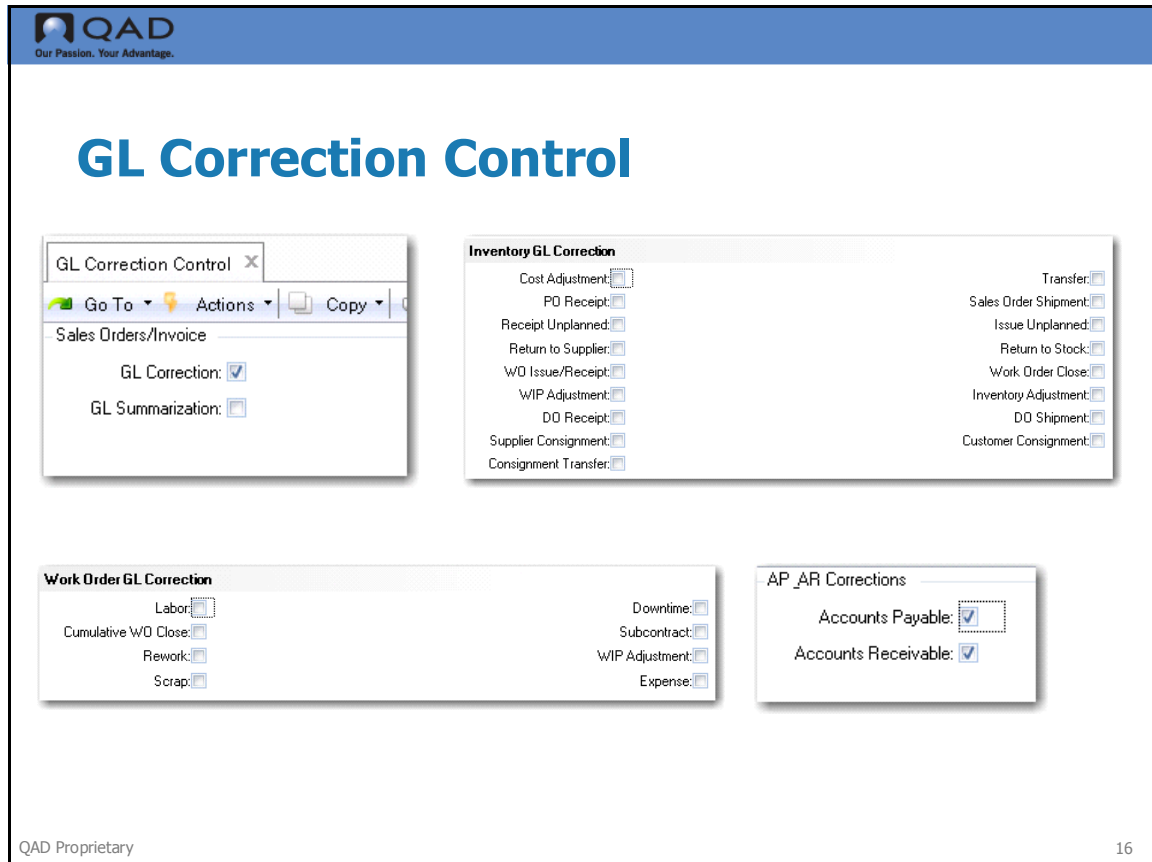 QAD
Our Passion. Your Advantage.
GL Correction Control
GL Correction Control
Go To Actions Copy
Sales Orders/Invoice
GL Correction:
GL Summarization:
Inventory GL Correction
Cost Adjustment: Transfer:
PO Receipt: Sales Order Shipment:
Receipt Unplanned: Issue Unplanned:
Return to Supplier: Return to Stock:
WO Issue/Receipt: Work Order Close:
WIP Adjustment: Inventory Adjustment:
DO Receipt: DO Shipment:
Supplier Consignment: Customer Consignment:
Consignment Transfer:
Work Order GL Correction
Labor: Downtime:
Cumulative WO Close: Subcontract:
Rework: WIP Adjustment:
Scrap: Expense:
AP_AR Corrections
Accounts Payable:
Accounts Receivable:
QAD Proprietary 16